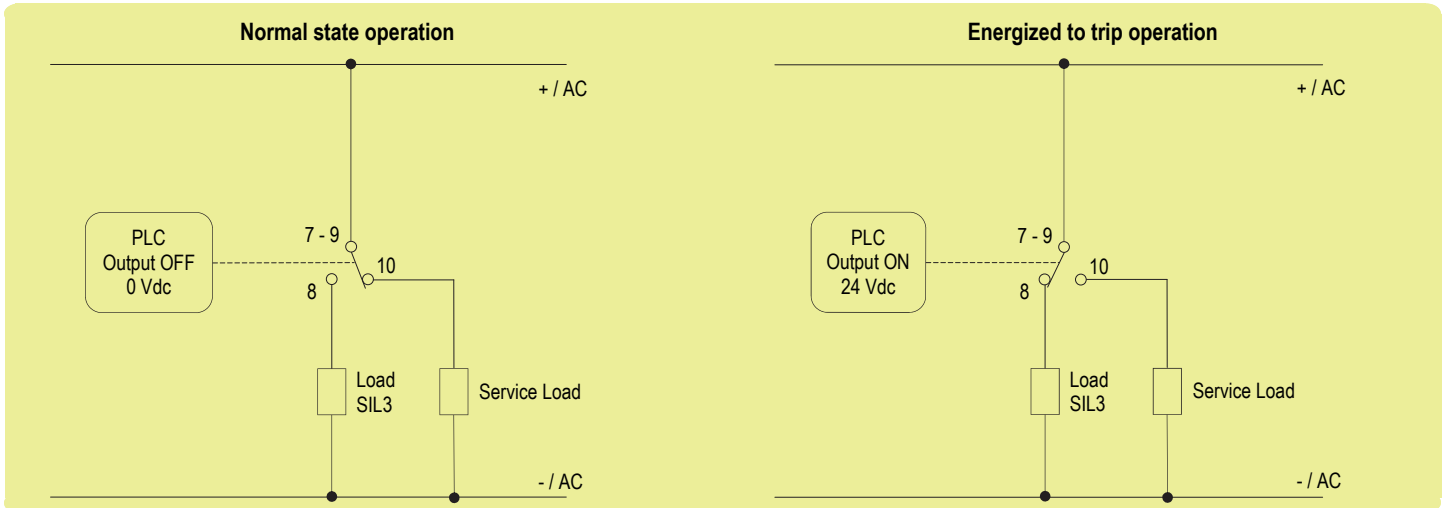 Normal state operation
+ / AC
PLC
Output OFF
0 Vdc
7 - 9
10
8
Load
SIL3
Service Load
- / AC
Energized to trip operation
+ / AC
PLC
Output ON
24 Vdc
7 - 9
10
8
Load
SIL3
Service Load
- / AC